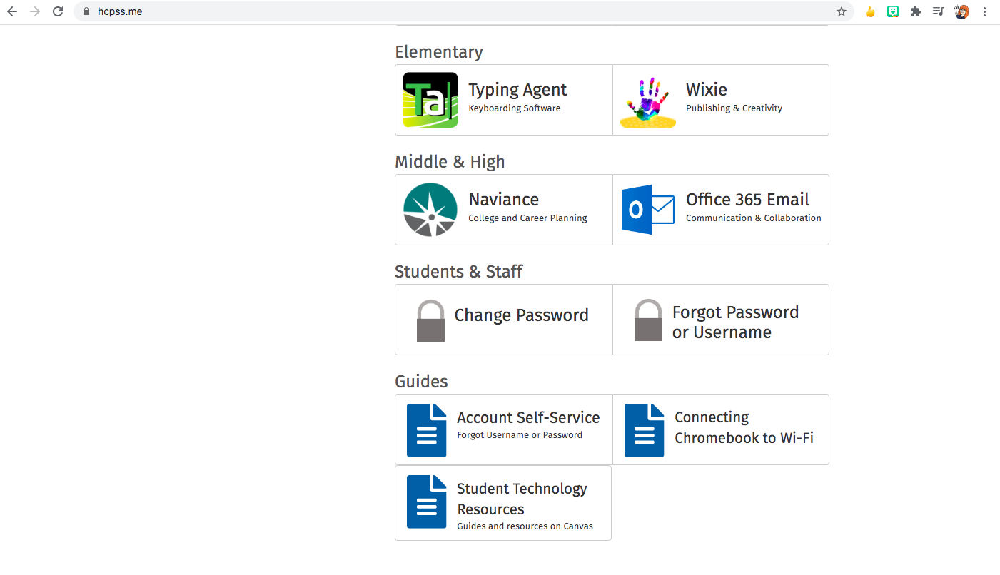 hcpss.me
Elementary
Ta
Typing Agent
Keyboarding Software
Wixie
Publishing & Creativity
Middle & High
Naviance
College and Career Planning
O
Office 365 Email
Communication & Collaboration
Students & Staff
Change Password
Forgot Password
or Username
Guides
Account Self-Service
Forgot Username or Password
Connecting
Chromebook to Wi-Fi
Student Technology
Resources
Guides and resources on Canvas